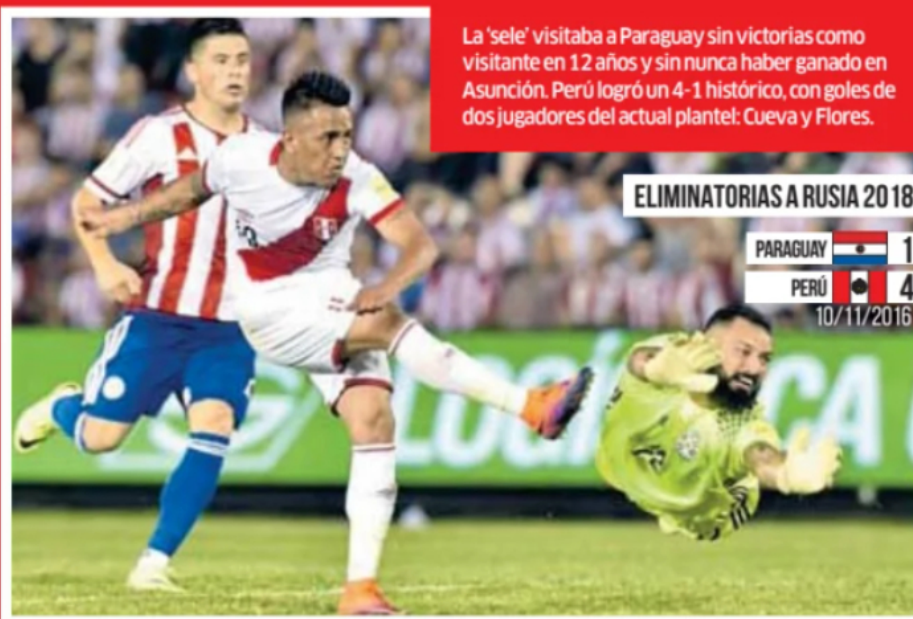 La 'sele' visitaba a Paraguay sin victorias como
visitante en 12 años y sin nunca haber ganado en
Asunción. Perú logró un 4-1 histórico, con goles de
dos jugadores del actual plantel: Cueva y Flores.
ELIMINATORIAS A RUSIA 2018
PARAGUAY 1
PERÚ 4
10/11/2016